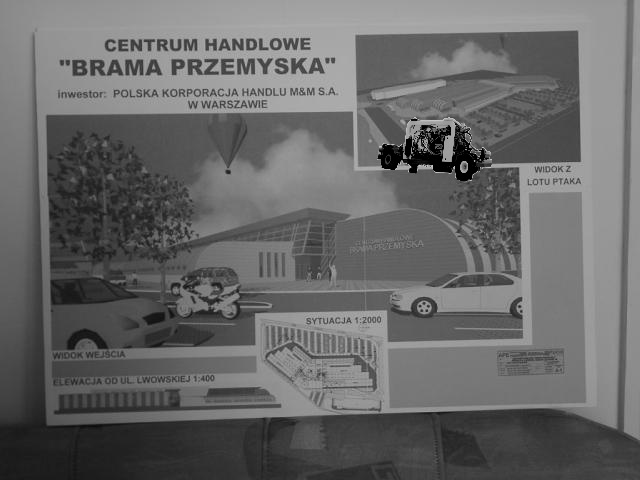 CENTRUM HANDLOWE
"BRAMA PRZEMYSKA"
inwestor: POLSKA KORPORACJA HANDLU M&M S.A.
W WARSZAWIE
WIDOK Z
LOTU PTAKA
CENTRUM HANDLOWE
BRAMA PRZEMYSKA
SYTUACJA 1:2000
WIDOK WEJŚCIA
ELEWACJA OD UL. LWOWSKIEJ 1:400